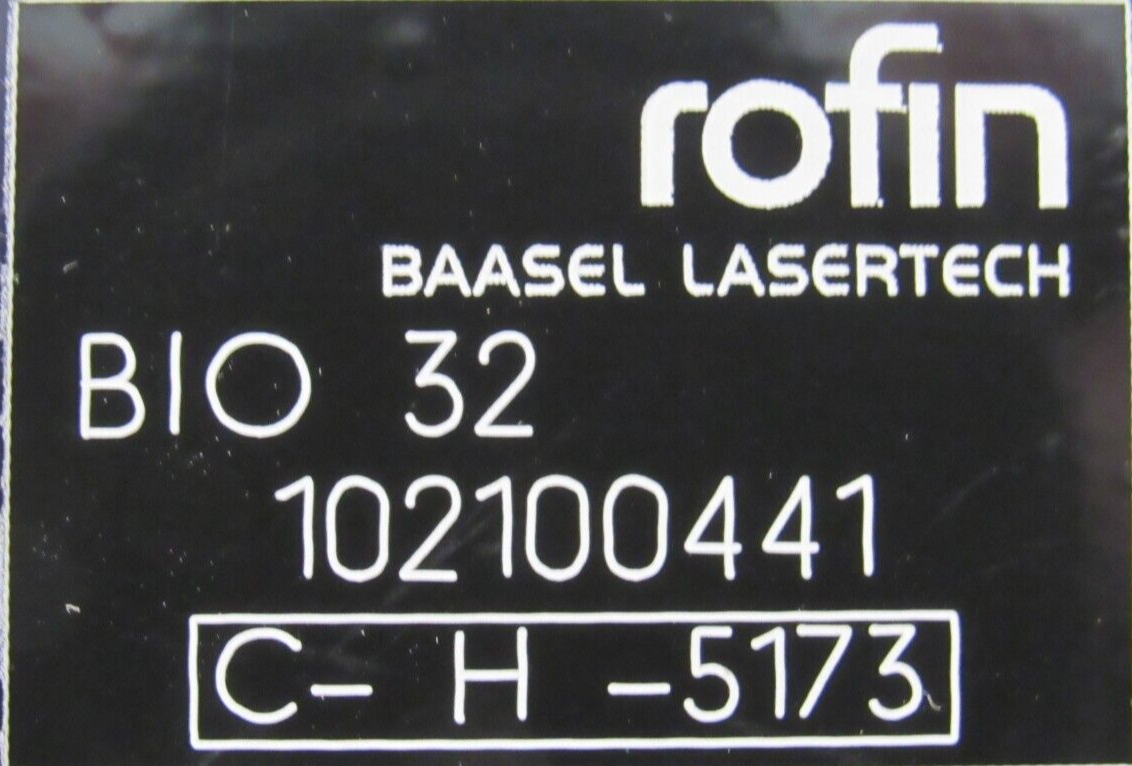 rofin
BAASEL LASERTECH
BIO 32
102100441
C- H -5173